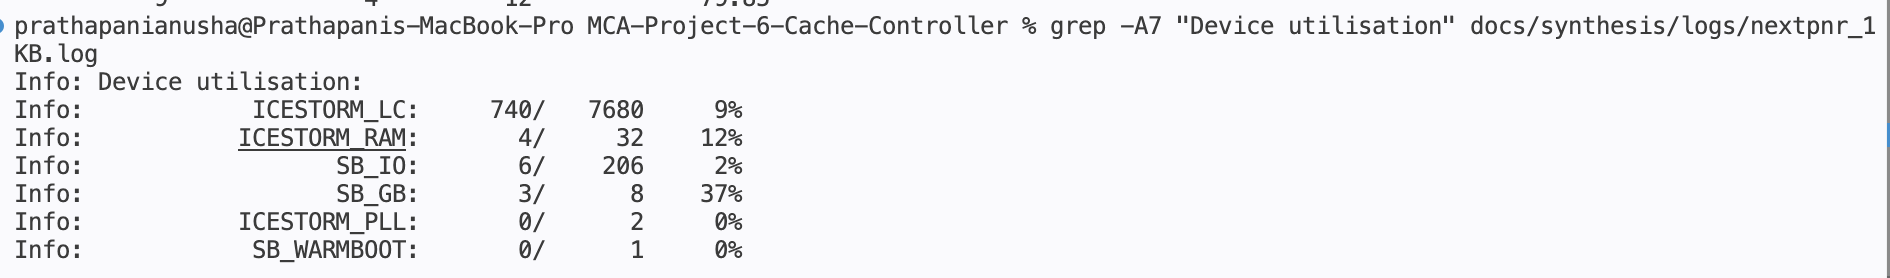 prathapanianusha@Prathapanis-MacBook-Pro MCA-Project-6-Cache-Controller % grep -A7 "Device utilisation" docs/synthesis/logs/nextpnr_1
KB.log
Info: Device utilisation:
Info:            ICESTORM_LC:     740/   7680     9%
Info:           ICESTORM_RAM:       4/     32    12%
Info:                  SB_IO:       6/    206     2%
Info:                  SB_GB:       3/      8    37%
Info:           ICESTORM_PLL:       0/      2     0%
Info:            SB_WARMBOOT:       0/      1     0%